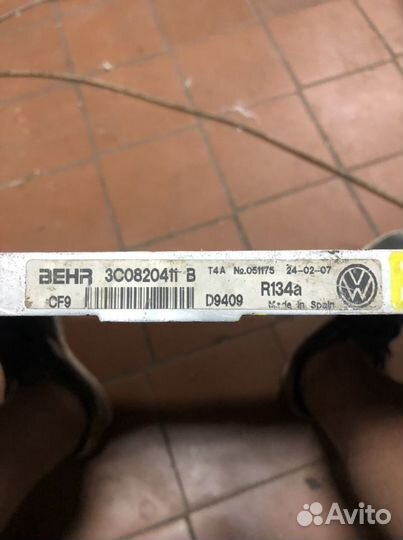 BEHR 3C0820411 B T4A No.051175 24-02-07
CF9 D9409 R134a
Made in Spain
Avito